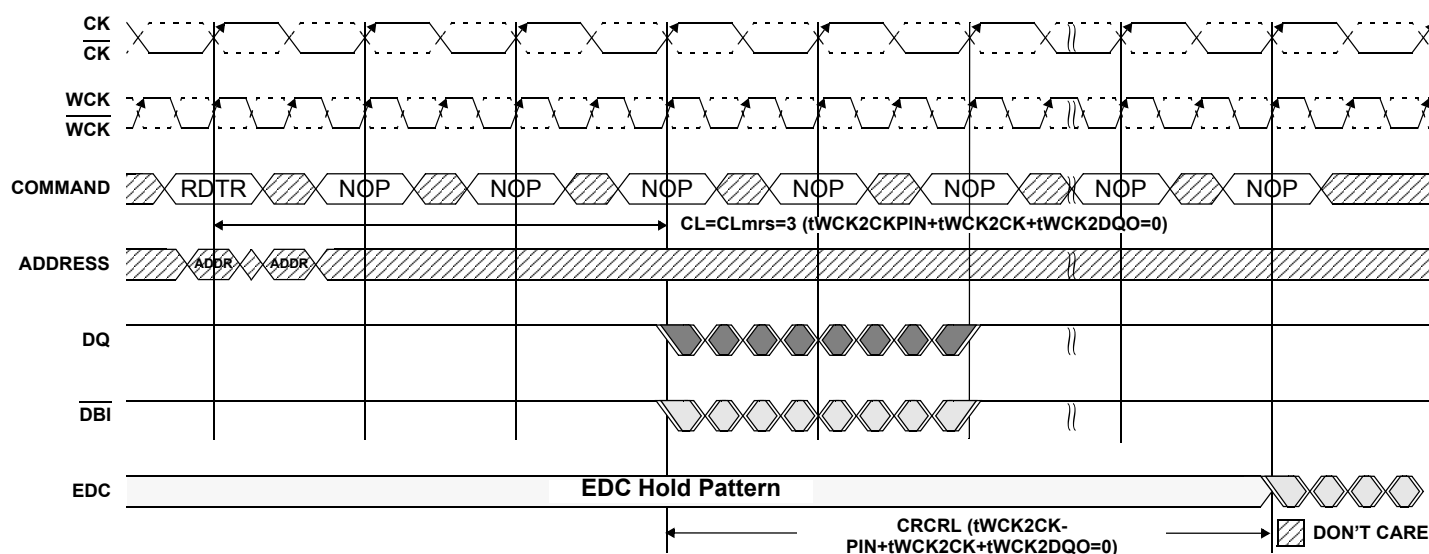 CK
CK
WCK
WCK
COMMAND
RDTR NOP NOP NOP NOP NOP NOP NOP
CL=CLmrs=3 (tWCK2CKPIN+tWCK2CK+tWCK2DQO=0)
ADDRESS
ADDR ADDR
DQ
DBI
EDC
EDC Hold Pattern
CRCRL (tWCK2CK-
PIN+tWCK2CK+tWCK2DQO=0)
DON'T CARE